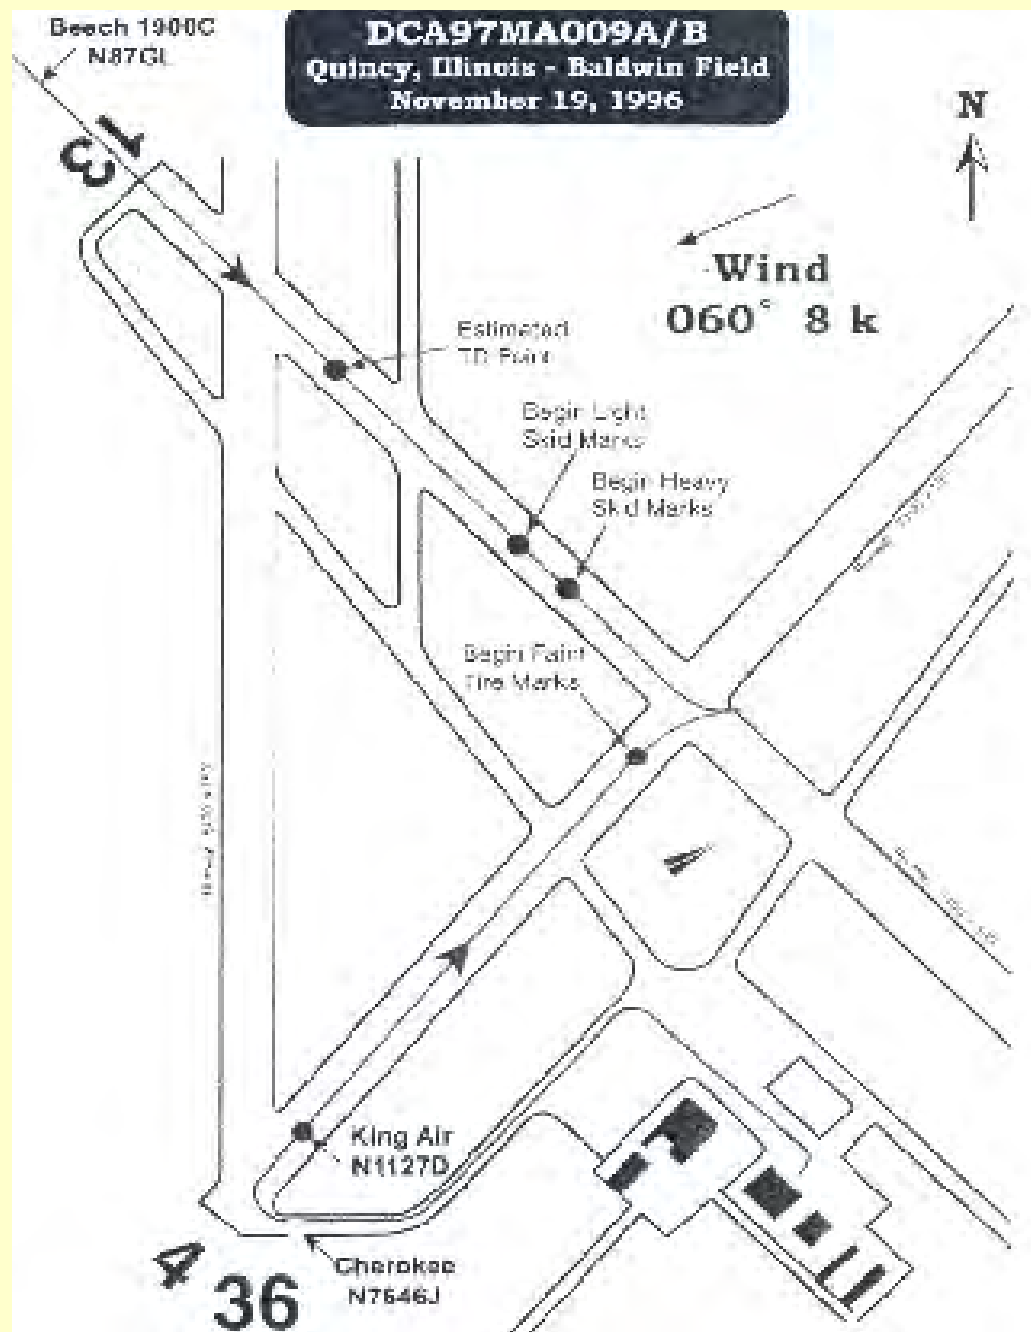 Beech 1900C
N87GL
DCA97MA009A/B
Quincy, Illinois - Baldwin Field
November 19, 1996
N
13
Wind
060° 8 k
Estimated
TD Point
Begin Light
Skid Marks
Begin Heavy
Skid Marks
Begin Faint
Tire Marks
King Air
N1127D
Cherokee
N7646J
4
36